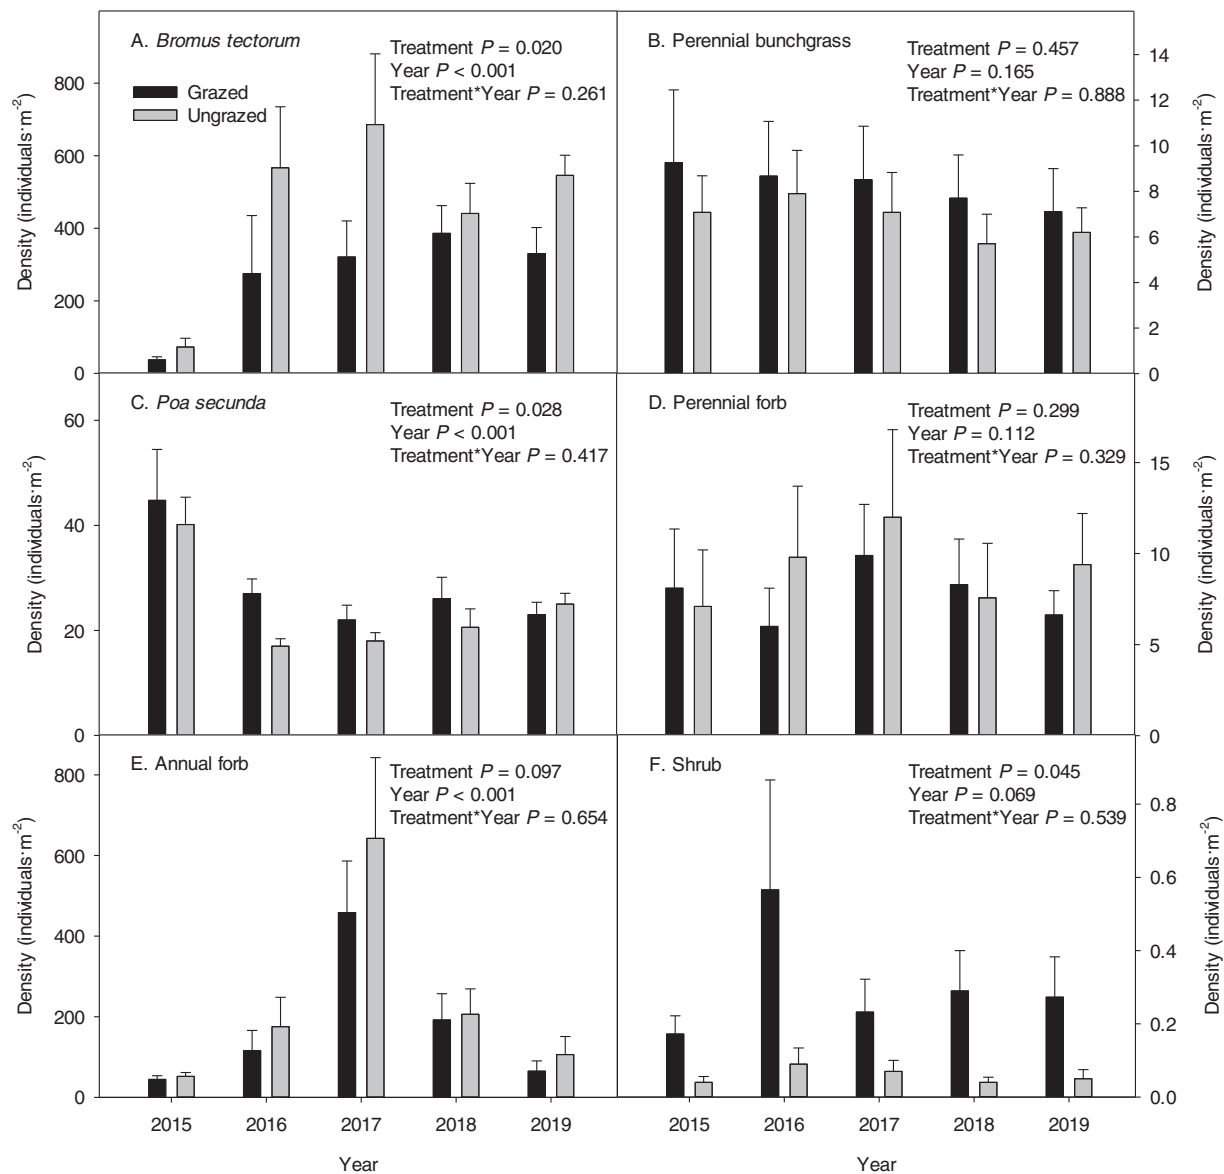 A. Bromus tectorum
Treatment P = 0.020
Year P < 0.001
Treatment*Year P = 0.261
Grazed
Ungrazed
Density (individuals·m-2)
800
600
400
200
0
B. Perennial bunchgrass
Treatment P = 0.457
Year P = 0.165
Treatment*Year P = 0.888
14
12
10
8
6
4
2
0
Density (individuals·m-2)
C. Poa secunda
Treatment P = 0.028
Year P < 0.001
Treatment*Year P = 0.417
Density (individuals·m-2)
60
40
20
0
D. Perennial forb
Treatment P = 0.299
Year P = 0.112
Treatment*Year P = 0.329
15
10
5
0
Density (individuals·m-2)
E. Annual forb
Treatment P = 0.097
Year P < 0.001
Treatment*Year P = 0.654
Density (individuals·m-2)
800
600
400
200
0
2015 2016 2017 2018 2019
Year
F. Shrub
Treatment P = 0.045
Year P = 0.069
Treatment*Year P = 0.539
0.8
0.6
0.4
0.2
0.0
Density (individuals·m-2)
2015 2016 2017 2018 2019
Year